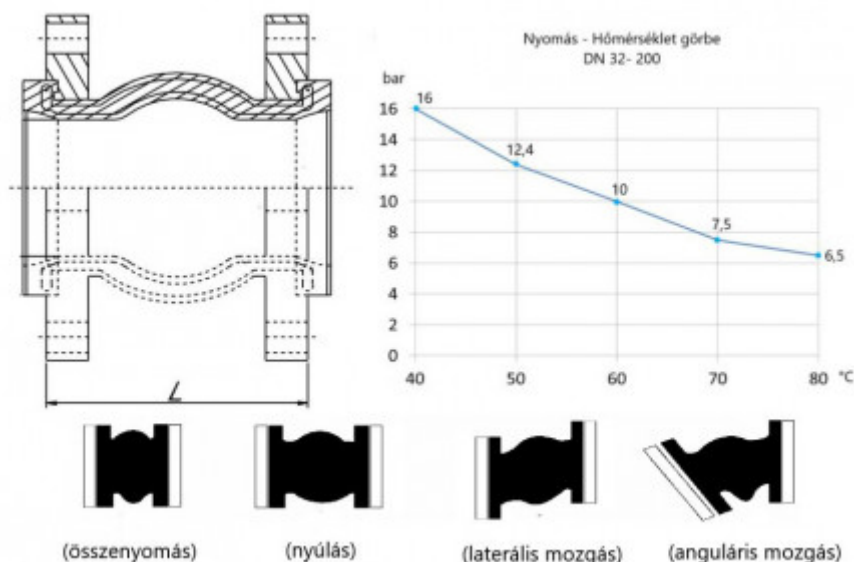 Nyomás - Hőmérséklet görbe
DN 32- 200
bar
16
14
12
10
8
6
4
2
0
16
12,4
10
7,5
6,5
40 50 60 70 80 °C
L
(összenyomás) (nyúlás) (laterális mozgás) (anguláris mozgás)